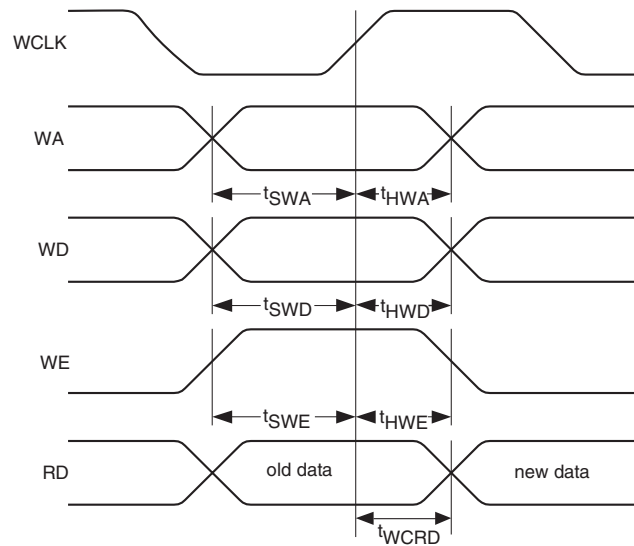 WCLK
WA
tSWA tHWA
WD
tSWD tHWD
WE
tSWE tHWE
RD old data new data
tWCRD